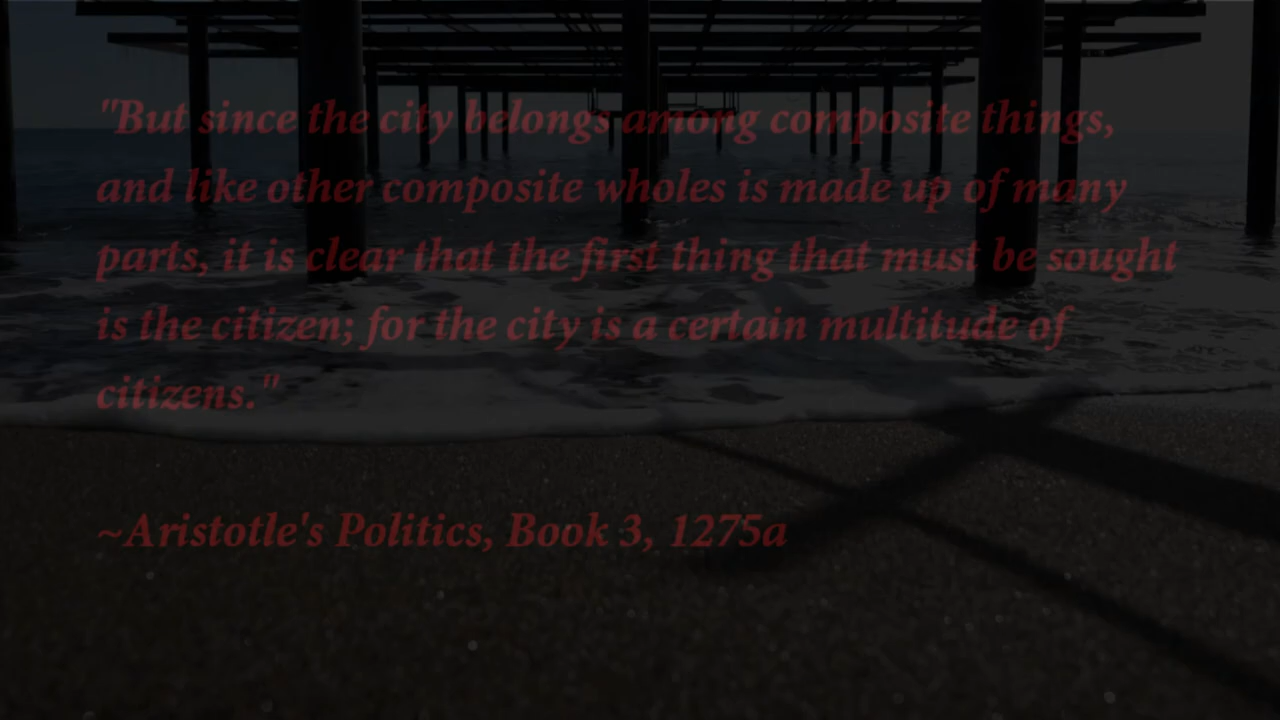 "But since the city belongs among composite things,
and like other composite wholes is made up of many
parts, it is clear that the first thing that must be sought
is the citizen; for the city is a certain multitude of
citizens."
~Aristotle's Politics, Book 3, 1275a